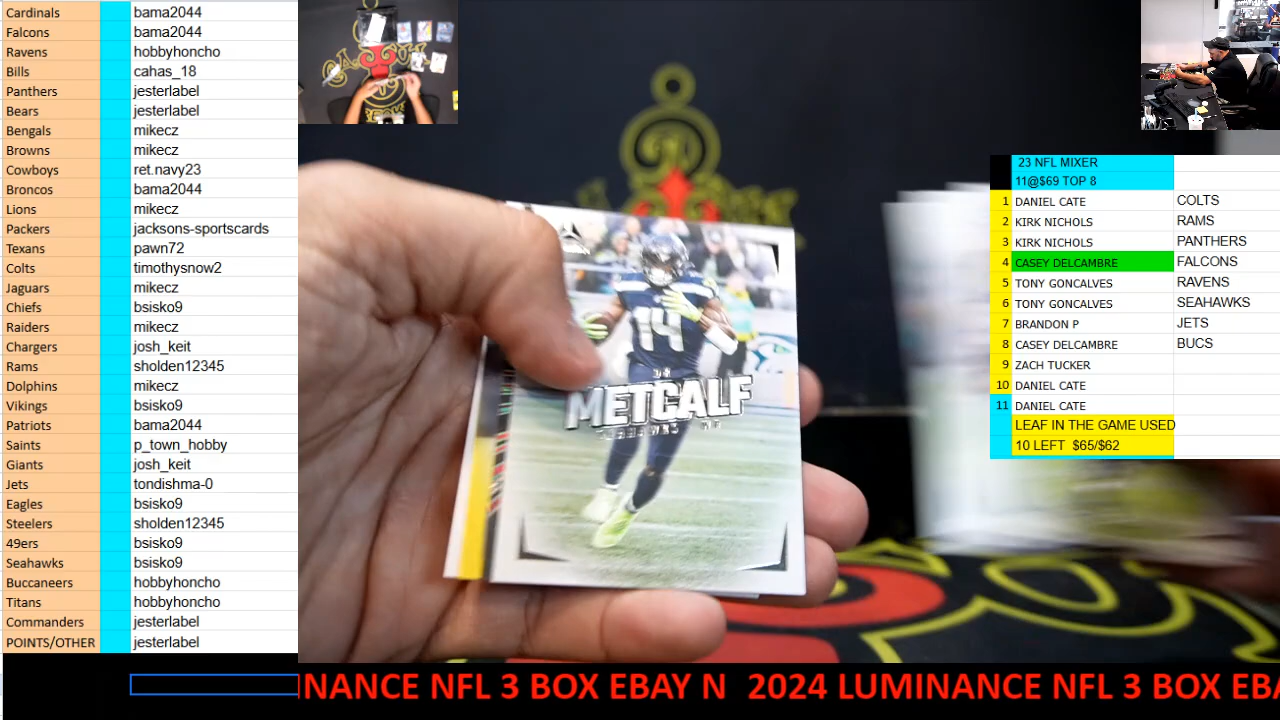 Cardinals bama2044
Falcons bama2044
Ravens hobbyhoncho
Bills cahas_18
Panthers jesterlabel
Bears jesterlabel
Bengals mikecz
Browns mikecz
Cowboys ret.navy23
Broncos bama2044
Lions mikecz
Packers jacksons-sportscards
Texans pawn72
Colts timothysnow2
Jaguars mikecz
Chiefs bsisko9
Raiders mikecz
Chargers josh_keit
Rams sholden12345
Dolphins mikecz
Vikings bsisko9
Patriots bama2044
Saints p_town_hobby
Giants josh_keit
Jets tondishma-0
Eagles bsisko9
Steelers sholden12345
49ers bsisko9
Seahawks bsisko9
Buccaneers hobbyhoncho
Titans hobbyhoncho
Commanders jesterlabel
POINTS/OTHER jesterlabel
14
METCALF
23 NFL MIXER
11@$69 TOP 8
1 DANIEL CATE COLTS
2 KIRK NICHOLS RAMS
3 KIRK NICHOLS PANTHERS
4 CASEY DELCAMBRE FALCONS
5 TONY GONCALVES RAVENS
6 TONY GONCALVES SEAHAWKS
7 BRANDON P JETS
8 CASEY DELCAMBRE BUCS
9 ZACH TUCKER
10 DANIEL CATE
11 DANIEL CATE
LEAF IN THE GAME USED
10 LEFT $65/$62
NANCE NFL 3 BOX EBAY N 2024 LUMINANCE NFL 3 BOX EBA